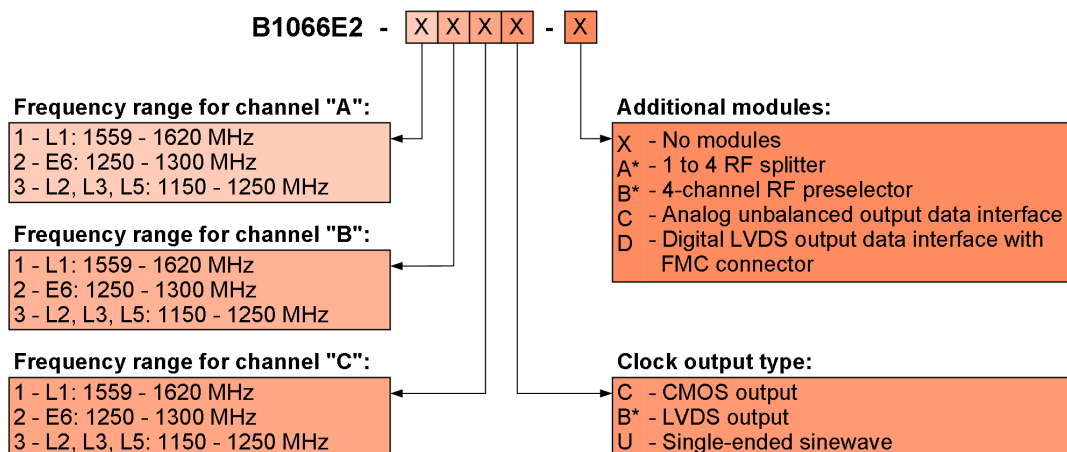 B1066E2 - X X X X - X
Frequency range for channel "A":
1 - L1: 1559 - 1620 MHz
2 - E6: 1250 - 1300 MHz
3 - L2, L3, L5: 1150 - 1250 MHz
Frequency range for channel "B":
1 - L1: 1559 - 1620 MHz
2 - E6: 1250 - 1300 MHz
3 - L2, L3, L5: 1150 - 1250 MHz
Frequency range for channel "C":
1 - L1: 1559 - 1620 MHz
2 - E6: 1250 - 1300 MHz
3 - L2, L3, L5: 1150 - 1250 MHz
Additional modules:
X - No modules
A* - 1 to 4 RF splitter
B* - 4-channel RF preselector
C - Analog unbalanced output data interface
D - Digital LVDS output data interface with
FMC connector
Clock output type:
C - CMOS output
B* - LVDS output
U - Single-ended sinewave